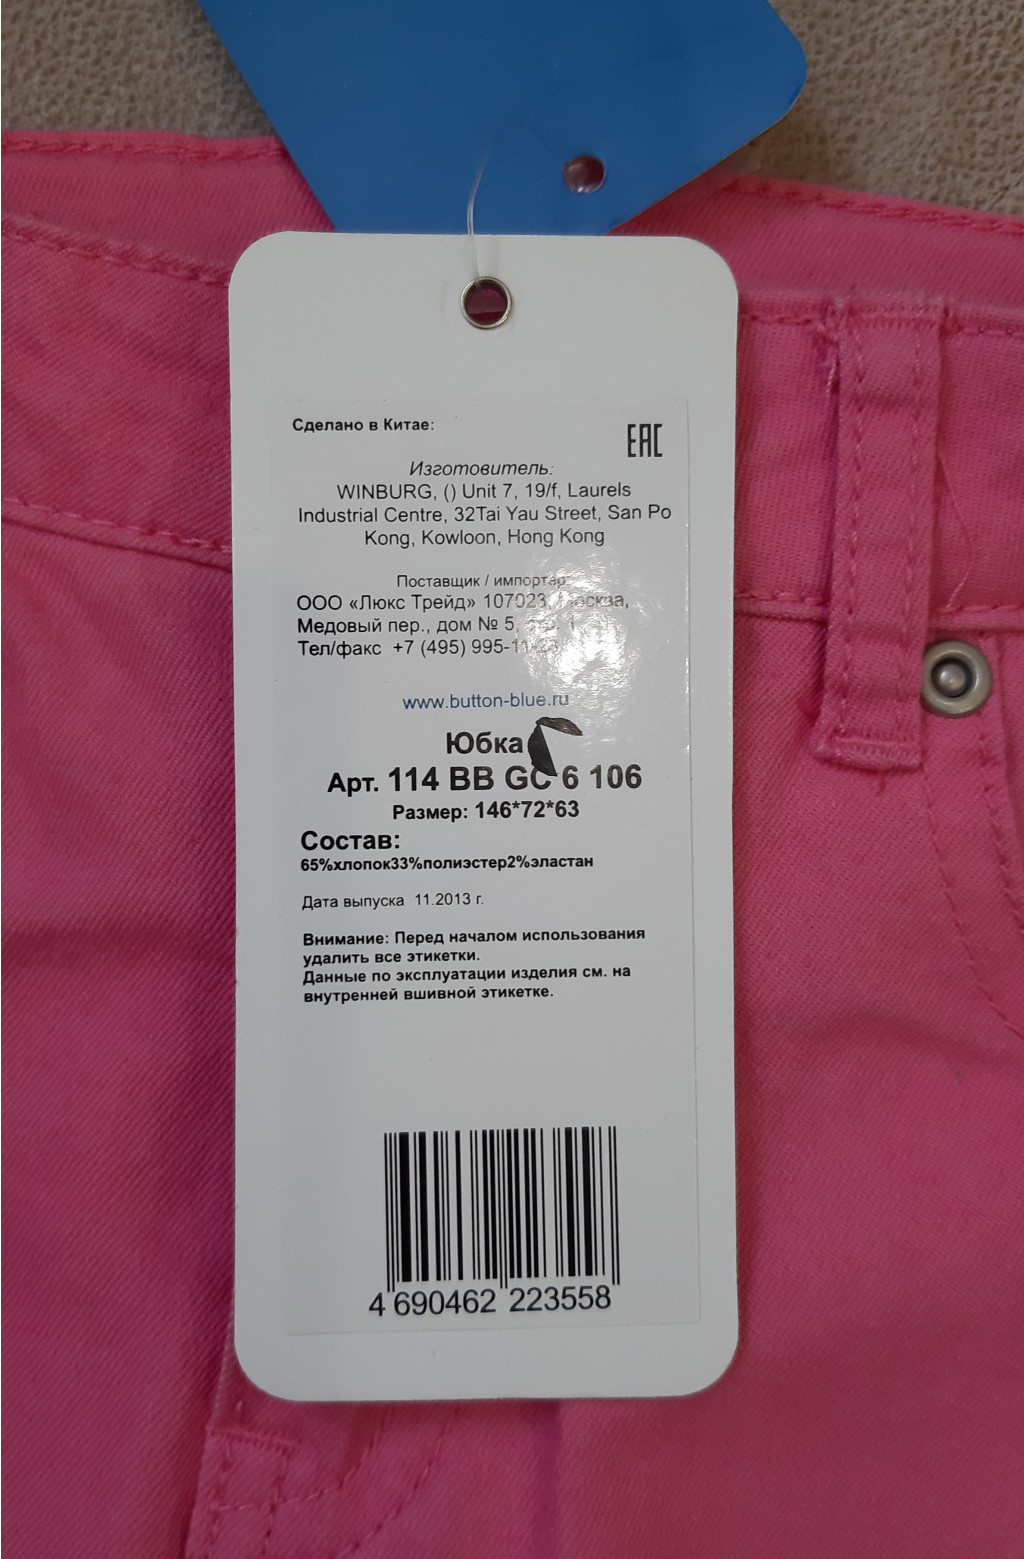 Сделано в Китае:
EAC
Изготовитель:
WINBURG, () Unit 7, 19/f, Laurels
Industrial Centre, 32Tai Yau Street, San Po
Kong, Kowloon, Hong Kong
Поставщик / импортер:
ООО «Люкс Трейд» 107023, Москва,
Медовый пер., дом № 5,
Тел/факс +7 (495)
www.button-blue.ru
Юбка
Арт. 114 BB GC 6 106
Размер: 146*72*63
Состав:
65%хлопок33%полиэстер2%эластан
Дата выпуска 11.2013 г.
Внимание: Перед началом использования
удалить все этикетки.
Данные по эксплуатации изделия см. на
внутренней вшивной этикетке.
4 690462 223558